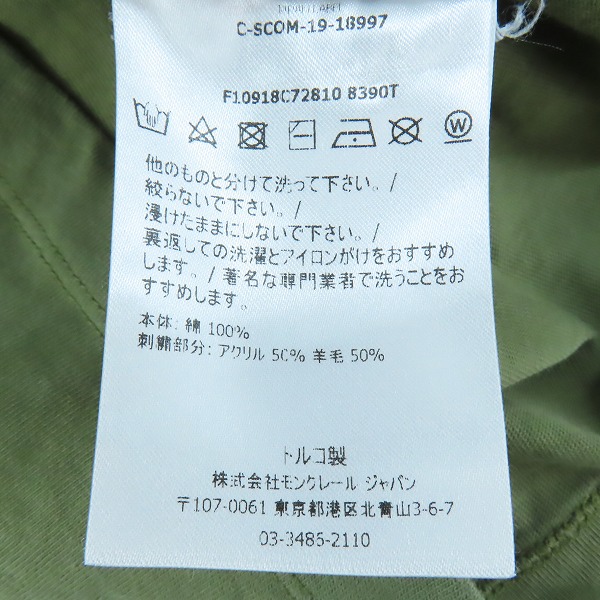 C-SCOM-19-18997
F10918C72810 8390T
他のものと分けて洗って下さい。/
絞らないで下さい。/
浸けたままにしないで下さい。/
裏返しての洗濯とアイロンがけをおすすめ
します。/ 著名な専門業者で洗うことをお
すすめします。
本体: 綿 100%
刺繍部分: アクリル 50% 羊毛 50%
トルコ製
株式会社モンクレール ジャパン
〒107-0061 東京都港区北青山3-6-7
03-3486-2110